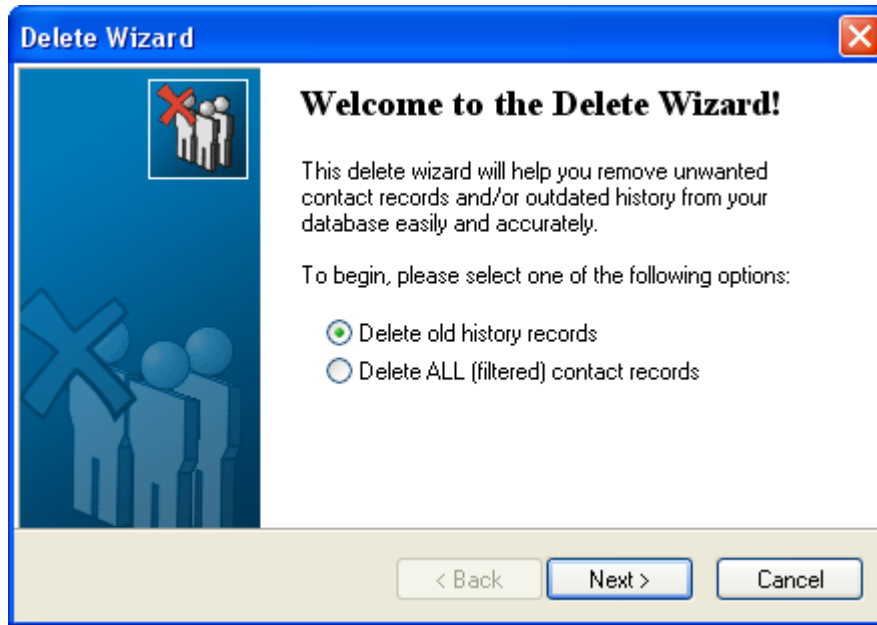 Delete Wizard
Welcome to the Delete Wizard!
This delete wizard will help you remove unwanted
contact records and/or outdated history from your
database easily and accurately.
To begin, please select one of the following options:
Delete old history records
Delete ALL (filtered) contact records
< Back Next > Cancel